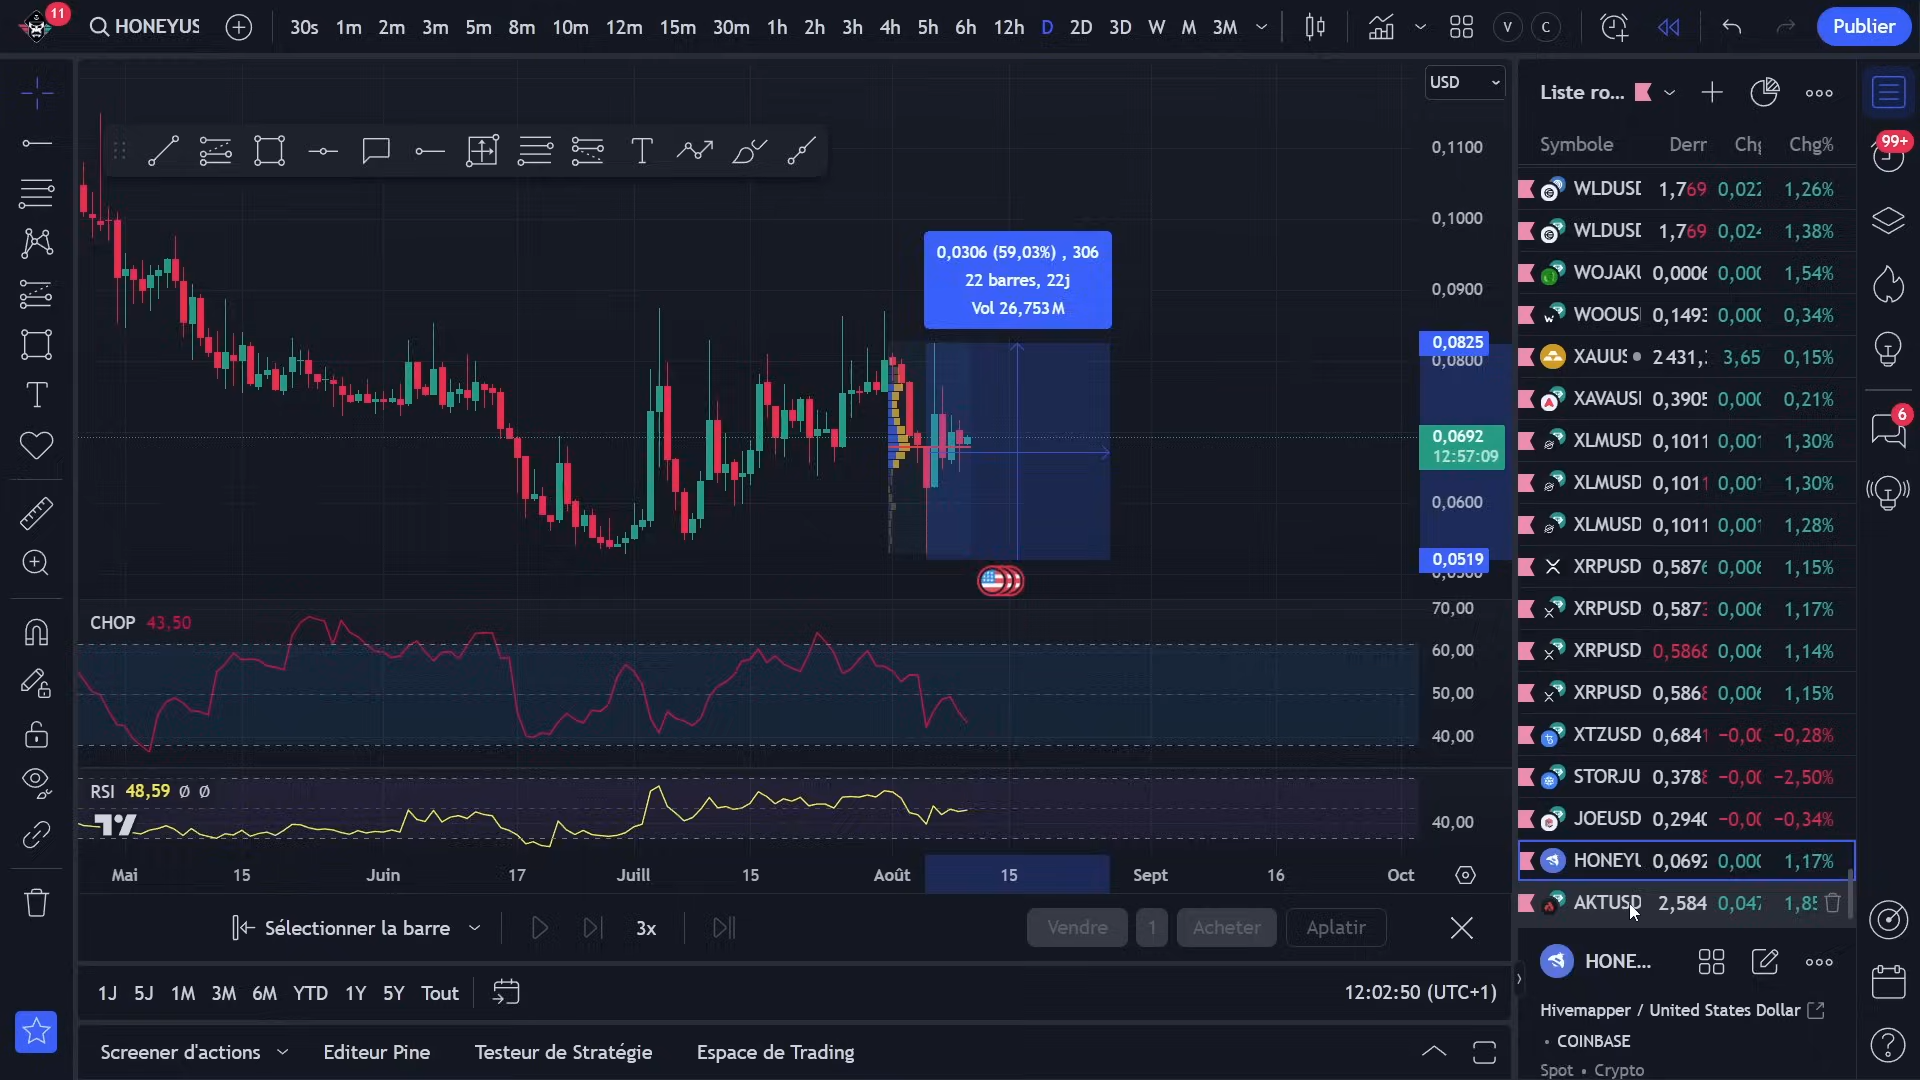 11
HONEYUS
30s 1m 2m 3m 5m 8m 10m 12m 15m 30m 1h 2h 3h 4h 5h 6h 12h D 2D 3D W M 3M
V C
Publier
USD
0,1100
0,1000
0,0900
0,0825
0,0800
0,0692
12:57:09
0,0600
0,0519
0,0306 (59,03%) , 306
22 barres, 22j
Vol 26,753 M
CHOP 43,50
70,00
60,00
50,00
40,00
RSI 48,59 Ø Ø
40,00
Mai 15 Juin 17 Juill 15 Août 15 Sept 16 Oct
Sélectionner la barre
3x
Vendre 1 Acheter Aplatir
1J 5J 1M 3M 6M YTD 1Y 5Y Tout
12:02:50 (UTC+1)
Screener d'actions Editeur Pine Testeur de Stratégie Espace de Trading
Liste ro...
Symbole Derr Chg Chg%
WLDUSD 1,769 0,022 1,26%
WLDUSD 1,769 0,024 1,38%
WOJAKU 0,0006 0,000 1,54%
WOOUS 0,1493 0,000 0,34%
XAUUS 2 431, 3,65 0,15%
XAVAUSI 0,3905 0,000 0,21%
XLMUSD 0,1011 0,001 1,30%
XLMUSD 0,1011 0,001 1,30%
XLMUSD 0,1011 0,001 1,28%
XRPUSD 0,5876 0,006 1,15%
XRPUSD 0,5873 0,006 1,17%
XRPUSD 0,5868 0,006 1,14%
XRPUSD 0,5868 0,006 1,15%
XTZUSD 0,6841 −0,00 −0,28%
STORJU 0,3788 −0,00 −2,50%
JOEUSD 0,2940 −0,00 −0,34%
HONEYU 0,0692 0,000 1,17%
AKTUSD 2,584 0,047 1,85
HONE...
Hivemapper / United States Dollar
• COINBASE
Spot • Crypto
99+
6